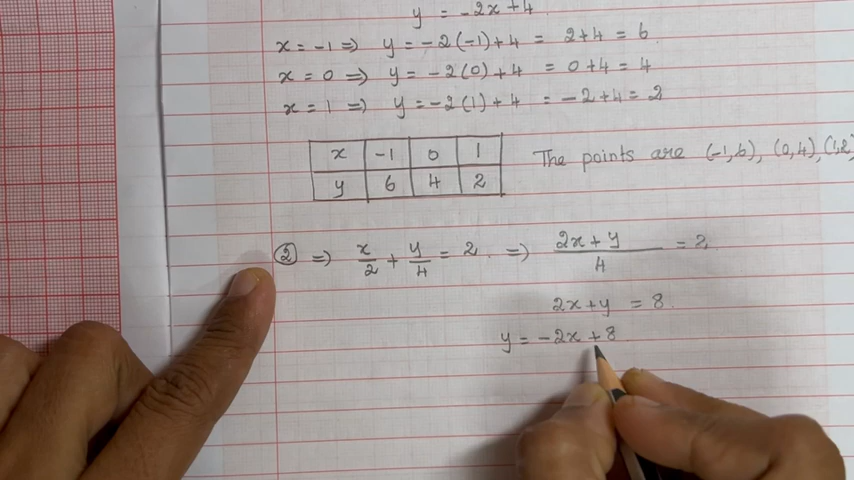 y = -2x+4
x = -1 ⇒ y = -2(-1)+4 = 2+4 = 6
x = 0 ⇒ y = -2(0)+4 = 0+4 = 4
x = 1 ⇒ y = -2(1)+4 = -2+4 = 2
x -1 0 1
y 6 4 2
The points are (-1,6), (0,4), (1,2)
② ⇒ x/2 + y/4 = 2 ⇒ (2x+y)/4 = 2
2x+y = 8
y = -2x+8